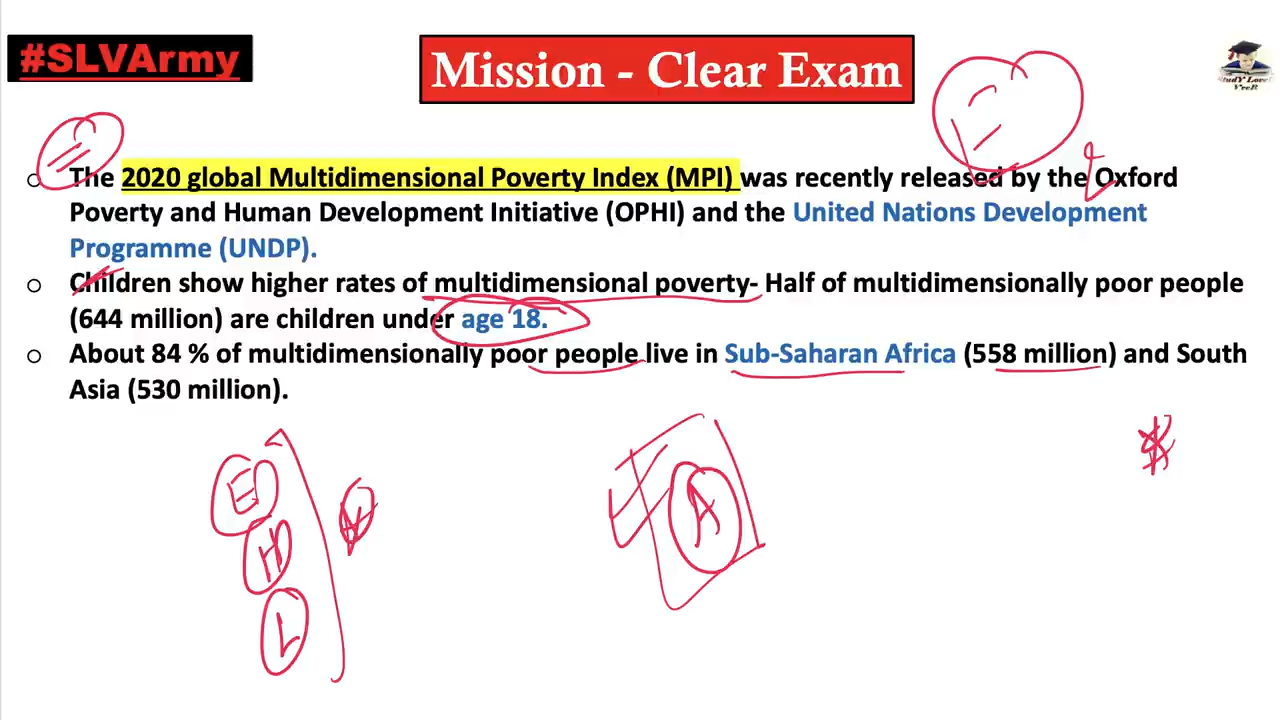 #SLVArmy
Mission - Clear Exam
StudY Lover
VeeR
The 2020 global Multidimensional Poverty Index (MPI) was recently released by the Oxford
Poverty and Human Development Initiative (OPHI) and the United Nations Development
Programme (UNDP).
Children show higher rates of multidimensional poverty- Half of multidimensionally poor people
(644 million) are children under age 18.
About 84 % of multidimensionally poor people live in Sub-Saharan Africa (558 million) and South
Asia (530 million).
E
H
L
A